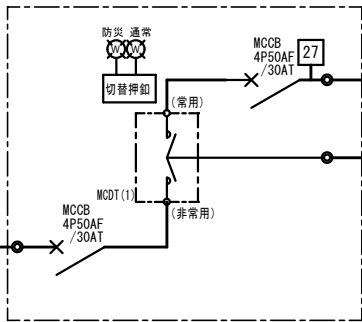 防災 通常
W W
切替押釦
MCCB
4P50AF
/30AT
27
(常用)
MCDT(1)
(非常用)
MCCB
4P50AF
/30AT